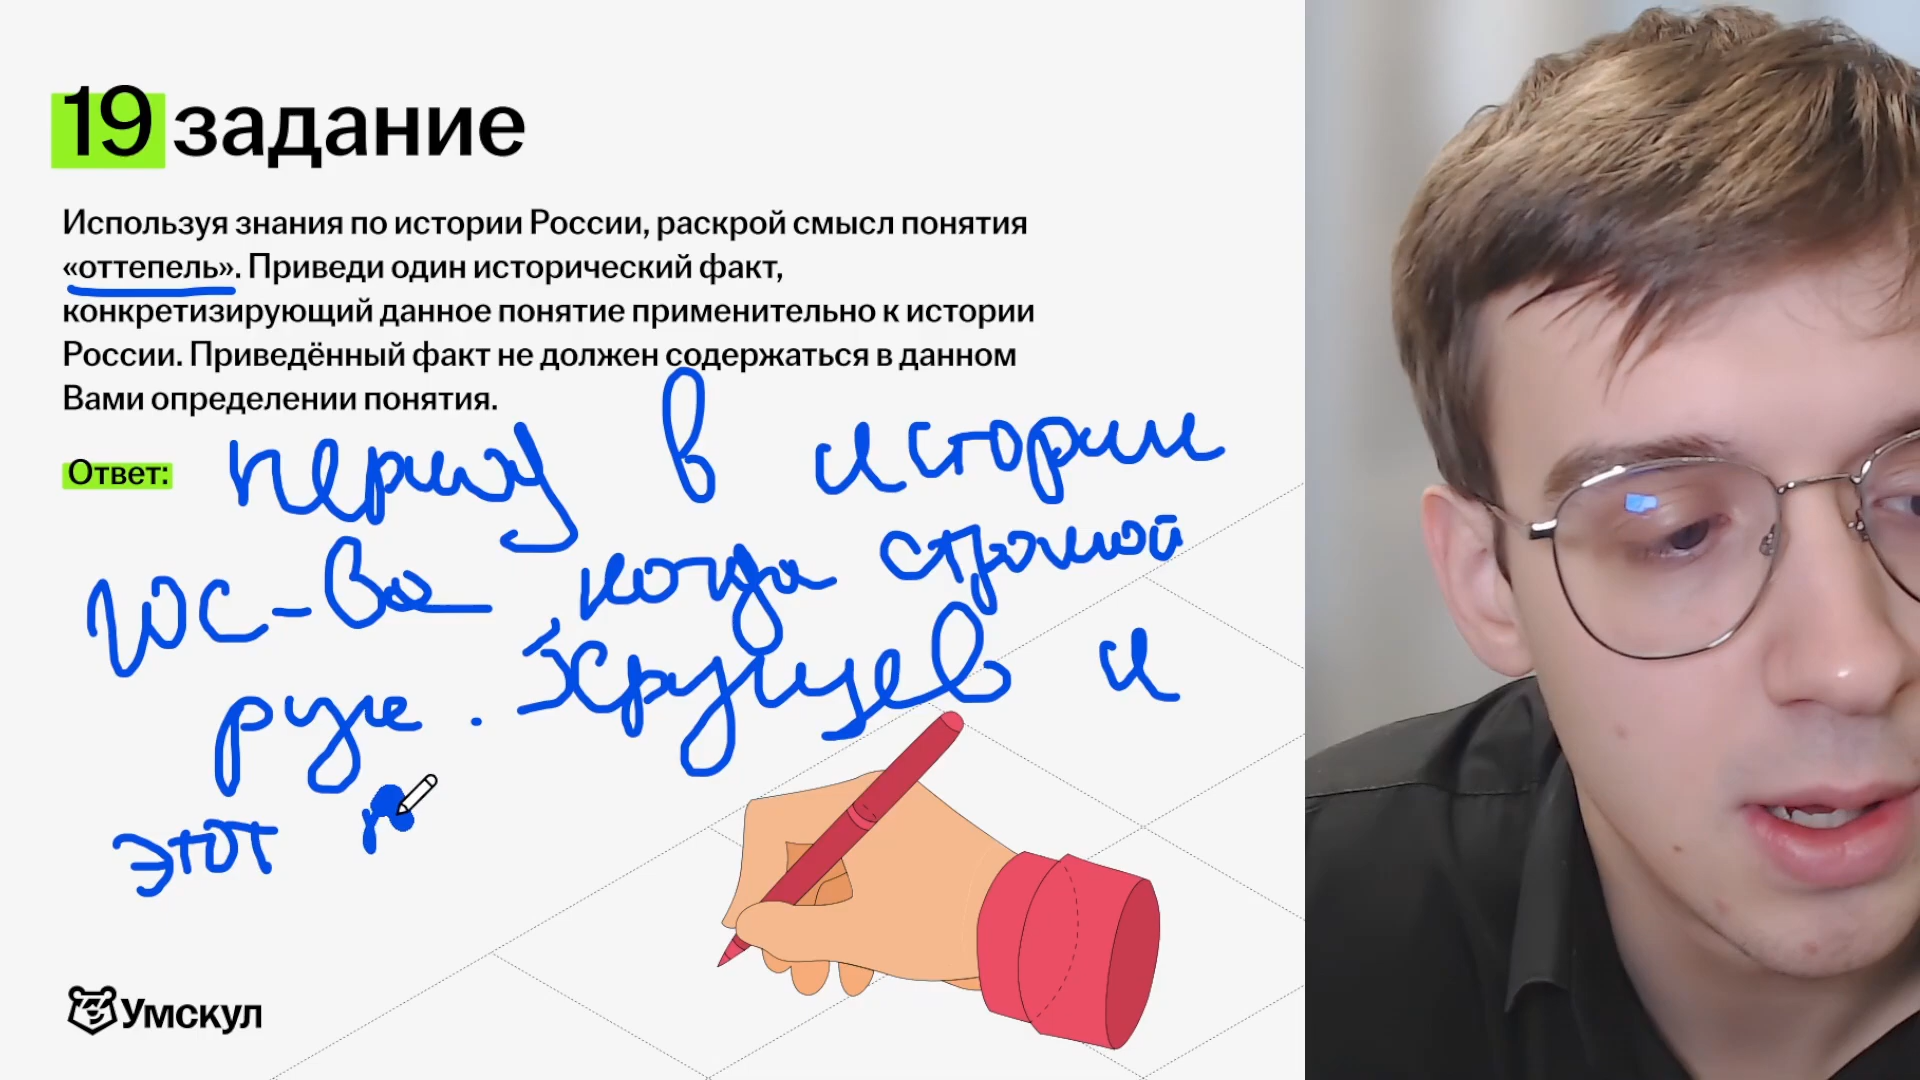 19 задание
Используя знания по истории России, раскрой смысл понятия
«оттепель». Приведи один исторический факт,
конкретизирующий данное понятие применительно к истории
России. Приведённый факт не должен содержаться в данном
Вами определении понятия.
Ответ: период в истории
гос-ва когда страной
рук. Хрущев и
этот
Умскул